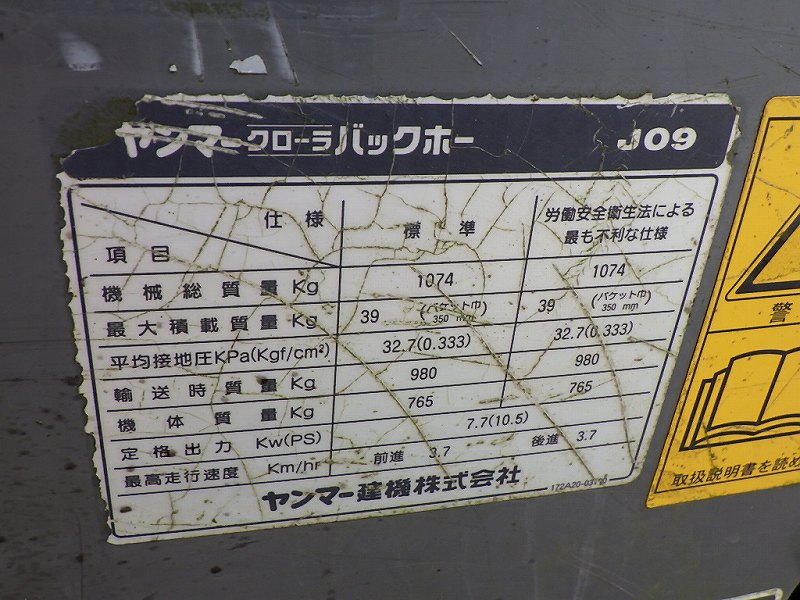 ヤンマークローラバックホー J09
仕様 標準 労働安全衛生法による
項目 最も不利な仕様
機械総質量 Kg 1074 1074
最大積載質量 Kg 39 (バケット巾 350 mm) 39 (バケット巾 350 mm)
平均接地圧KPa(Kgf/cm²) 32.7(0.333) 32.7(0.333)
輸送時質量 Kg 980 980
機体質量 Kg 765 765
定格出力 Kw(PS) 7.7(10.5)
最高走行速度 Km/hr 前進 3.7 後進 3.7
ヤンマー建機株式会社
警
取扱説明書を読め